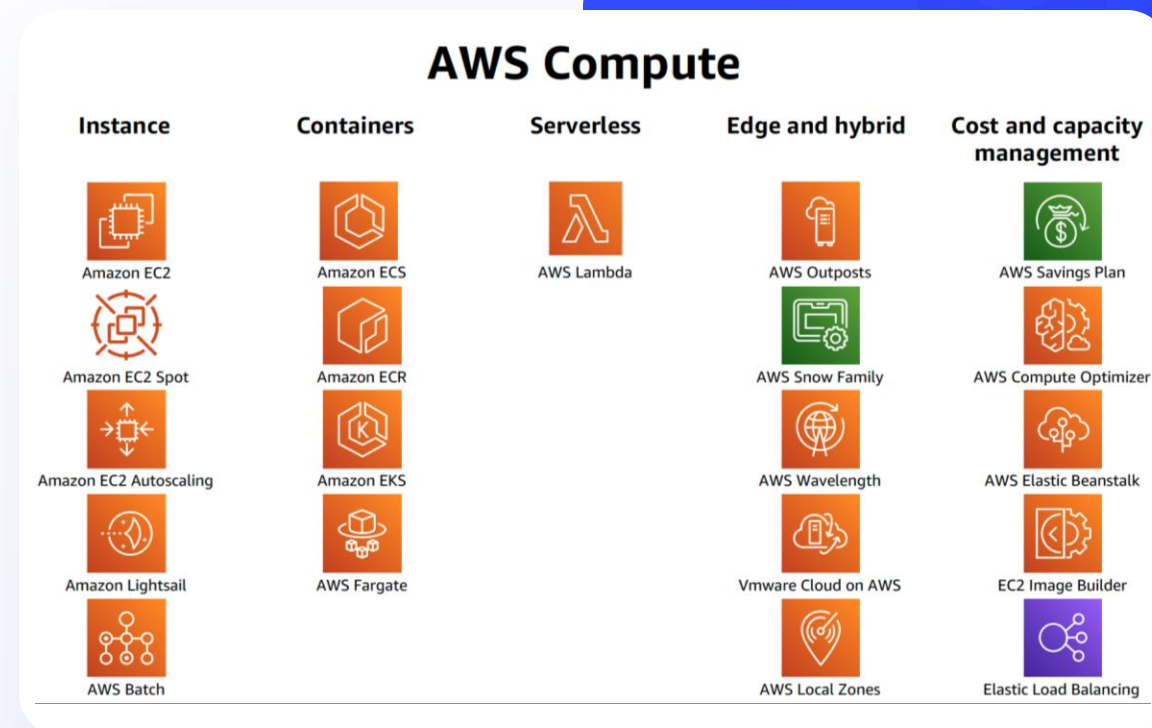 AWS Compute
Instance
Amazon EC2
Amazon EC2 Spot
Amazon EC2 Autoscaling
Amazon Lightsail
AWS Batch
Containers
Amazon ECS
Amazon ECR
Amazon EKS
AWS Fargate
Serverless
AWS Lambda
Edge and hybrid
AWS Outposts
AWS Snow Family
AWS Wavelength
Vmware Cloud on AWS
AWS Local Zones
Cost and capacity
management
AWS Savings Plan
AWS Compute Optimizer
AWS Elastic Beanstalk
EC2 Image Builder
Elastic Load Balancing